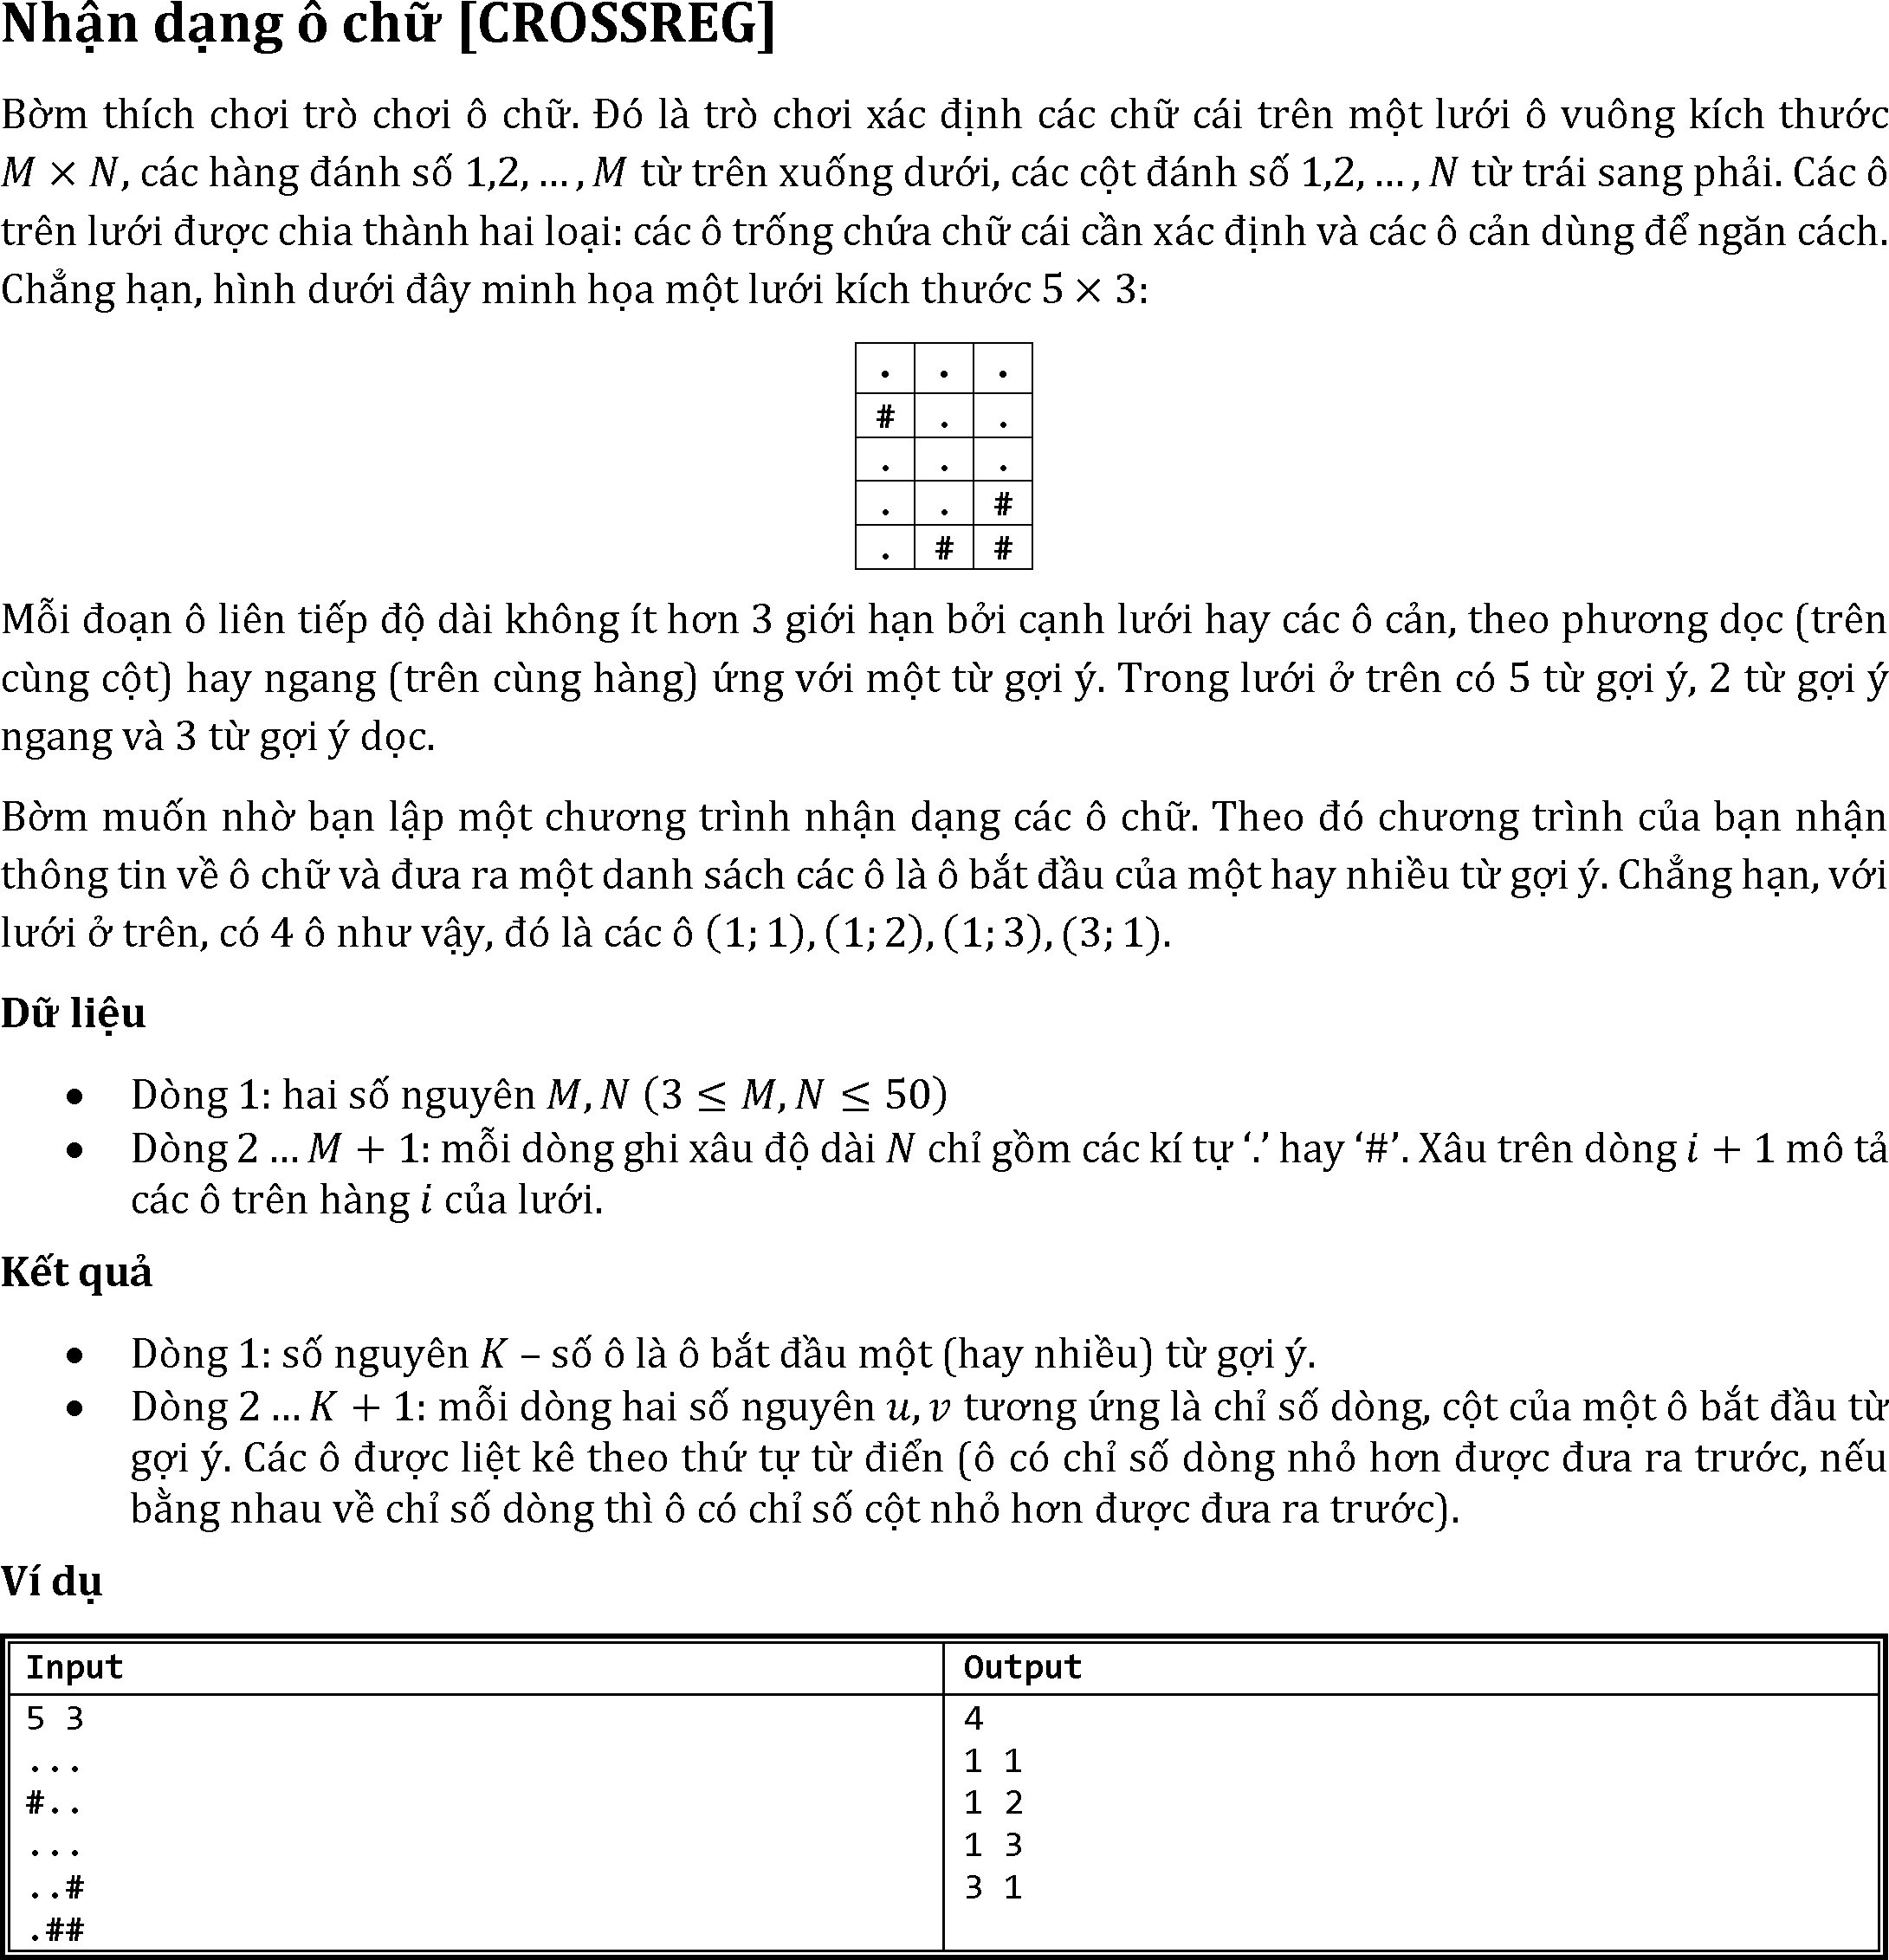 Nhận dạng ô chữ [CROSSREG]
Bờm thích chơi trò chơi ô chữ. Đó là trò chơi xác định các chữ cái trên một lưới ô vuông kích thước
M × N, các hàng đánh số 1,2, … , M từ trên xuống dưới, các cột đánh số 1,2, … , N từ trái sang phải. Các ô
trên lưới được chia thành hai loại: các ô trống chứa chữ cái cần xác định và các ô cản dùng để ngăn cách.
Chẳng hạn, hình dưới đây minh họa một lưới kích thước 5 × 3:
. . .
# . .
. . .
. . #
. # #
Mỗi đoạn ô liên tiếp độ dài không ít hơn 3 giới hạn bởi cạnh lưới hay các ô cản, theo phương dọc (trên
cùng cột) hay ngang (trên cùng hàng) ứng với một từ gợi ý. Trong lưới ở trên có 5 từ gợi ý, 2 từ gợi ý
ngang và 3 từ gợi ý dọc.
Bờm muốn nhờ bạn lập một chương trình nhận dạng các ô chữ. Theo đó chương trình của bạn nhận
thông tin về ô chữ và đưa ra một danh sách các ô là ô bắt đầu của một hay nhiều từ gợi ý. Chẳng hạn, với
lưới ở trên, có 4 ô như vậy, đó là các ô (1; 1), (1; 2), (1; 3), (3; 1).
Dữ liệu
• Dòng 1: hai số nguyên M, N (3 ≤ M, N ≤ 50)
• Dòng 2 … M + 1: mỗi dòng ghi xâu độ dài N chỉ gồm các kí tự ‘.’ hay ‘#’. Xâu trên dòng i + 1 mô tả
các ô trên hàng i của lưới.
Kết quả
• Dòng 1: số nguyên K – số ô là ô bắt đầu một (hay nhiều) từ gợi ý.
• Dòng 2 … K + 1: mỗi dòng hai số nguyên u, v tương ứng là chỉ số dòng, cột của một ô bắt đầu từ
gợi ý. Các ô được liệt kê theo thứ tự từ điển (ô có chỉ số dòng nhỏ hơn được đưa ra trước, nếu
bằng nhau về chỉ số dòng thì ô có chỉ số cột nhỏ hơn được đưa ra trước).
Ví dụ
Input Output
5 3 4
... 1 1
#.. 1 2
... 1 3
..# 3 1
.##